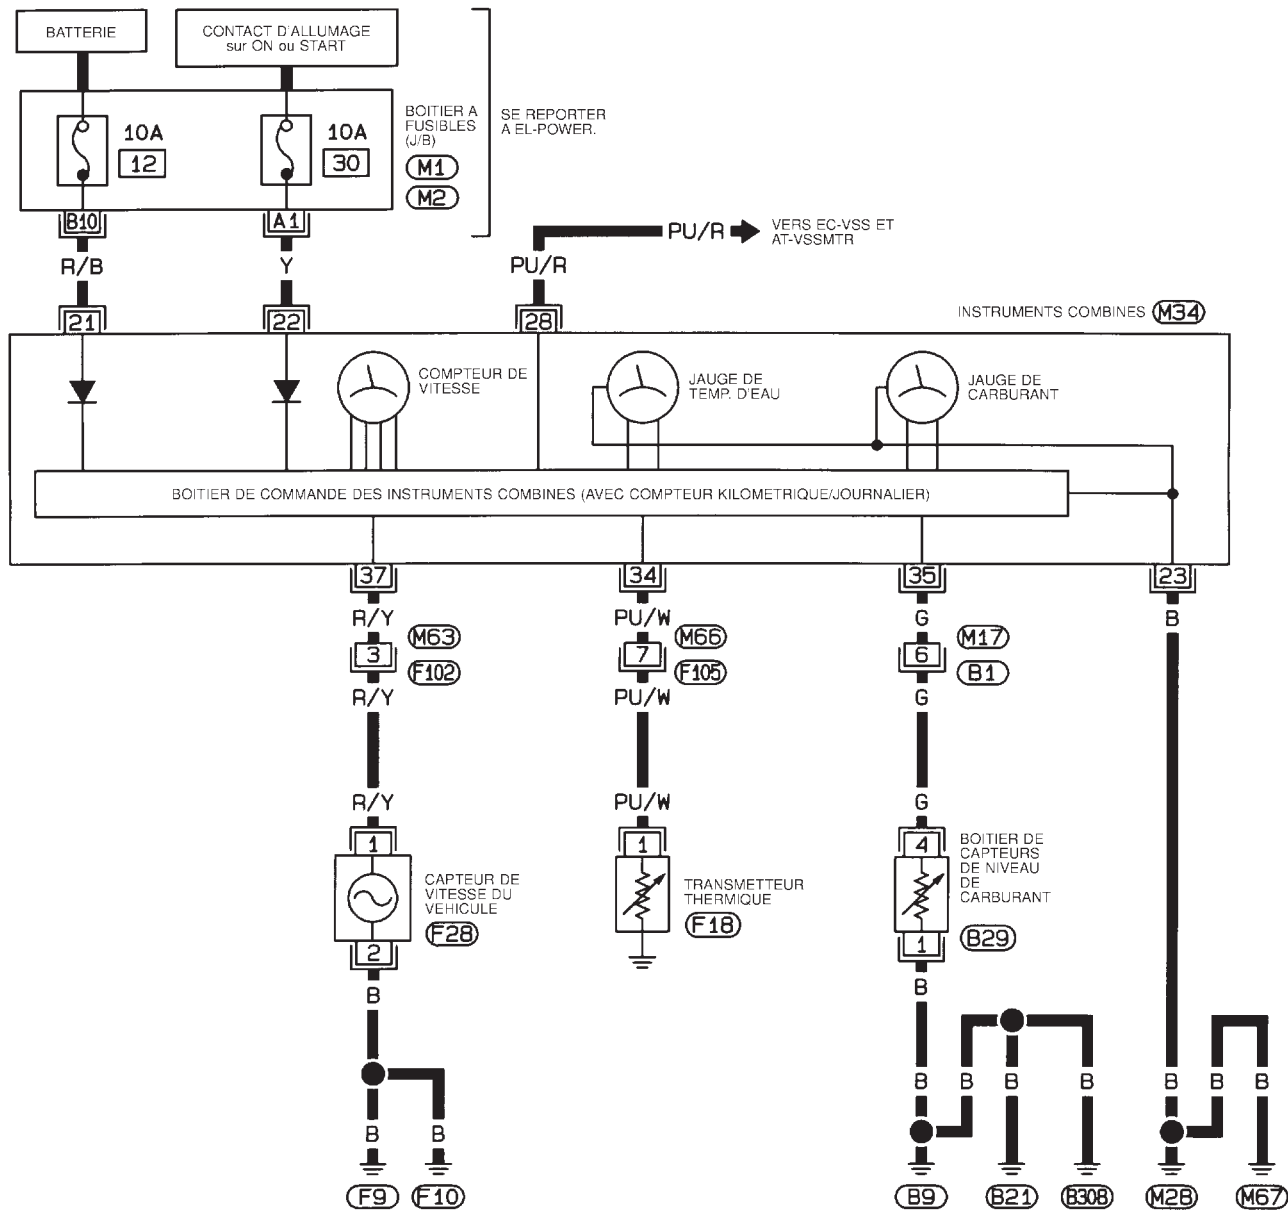 BATTERIE
CONTACT D'ALLUMAGE
sur ON ou START
10A
12
10A
30
BOITIER A
FUSIBLES
(J/B)
M1
M2
SE REPORTER
A EL-POWER.
B10
A1
R/B
Y
PU/R
PU/R
VERS EC-VSS ET
AT-VSSMTR
21
22
28
INSTRUMENTS COMBINES
M34
COMPTEUR DE
VITESSE
JAUGE DE
TEMP. D'EAU
JAUGE DE
CARBURANT
BOITIER DE COMMANDE DES INSTRUMENTS COMBINES (AVEC COMPTEUR KILOMETRIQUE/JOURNALIER)
37
34
35
23
R/Y
PU/W
G
B
3
M63
F102
7
M66
F105
6
M17
B1
R/Y
PU/W
G
R/Y
PU/W
G
1
1
4
CAPTEUR DE
VITESSE DU
VEHICULE
F28
TRANSMETTEUR
THERMIQUE
F18
BOITIER DE
CAPTEURS
DE NIVEAU
DE
CARBURANT
B29
2
1
B
B
B
B
B
B
B
B
B
B
B
F9
F10
B9
B21
B308
M28
M67